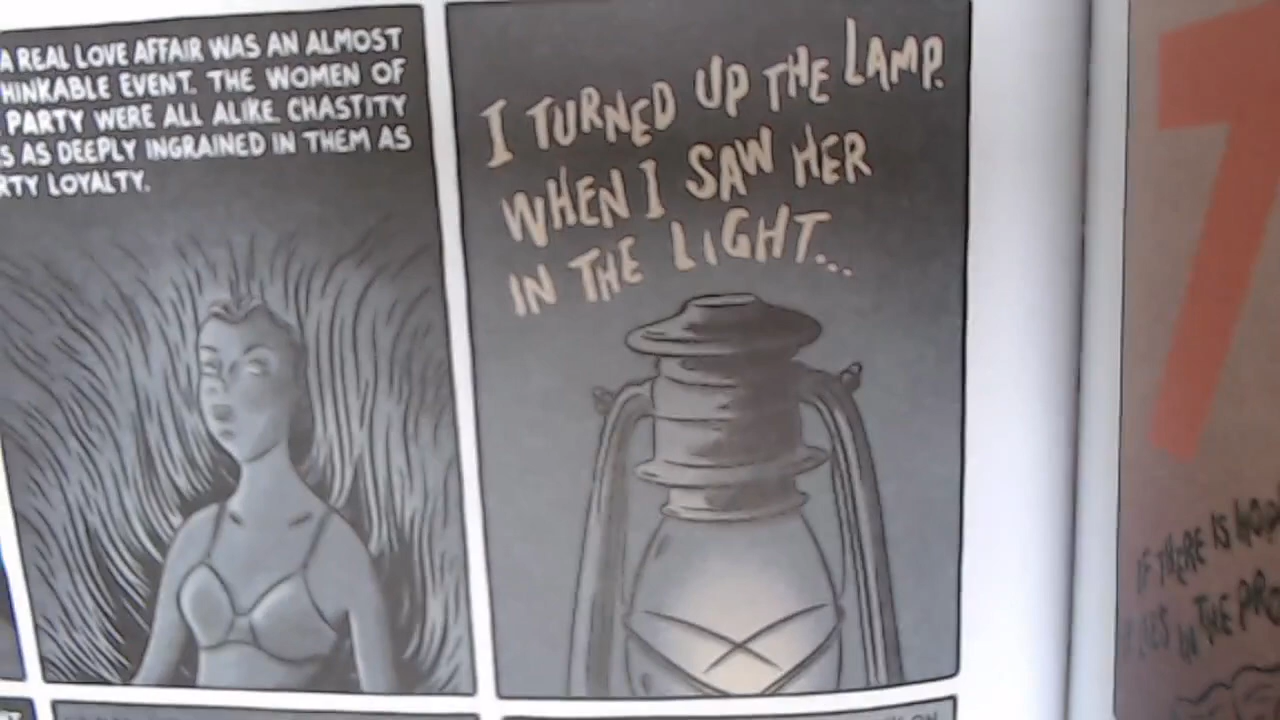 A REAL LOVE AFFAIR WAS AN ALMOST
HINKABLE EVENT. THE WOMEN OF
PARTY WERE ALL ALIKE. CHASTITY
S AS DEEPLY INGRAINED IN THEM AS
RTY LOYALTY.
I TURNED UP THE LAMP.
WHEN I SAW HER
IN THE LIGHT...
7
IF THERE IS HOP
IN THE PRO